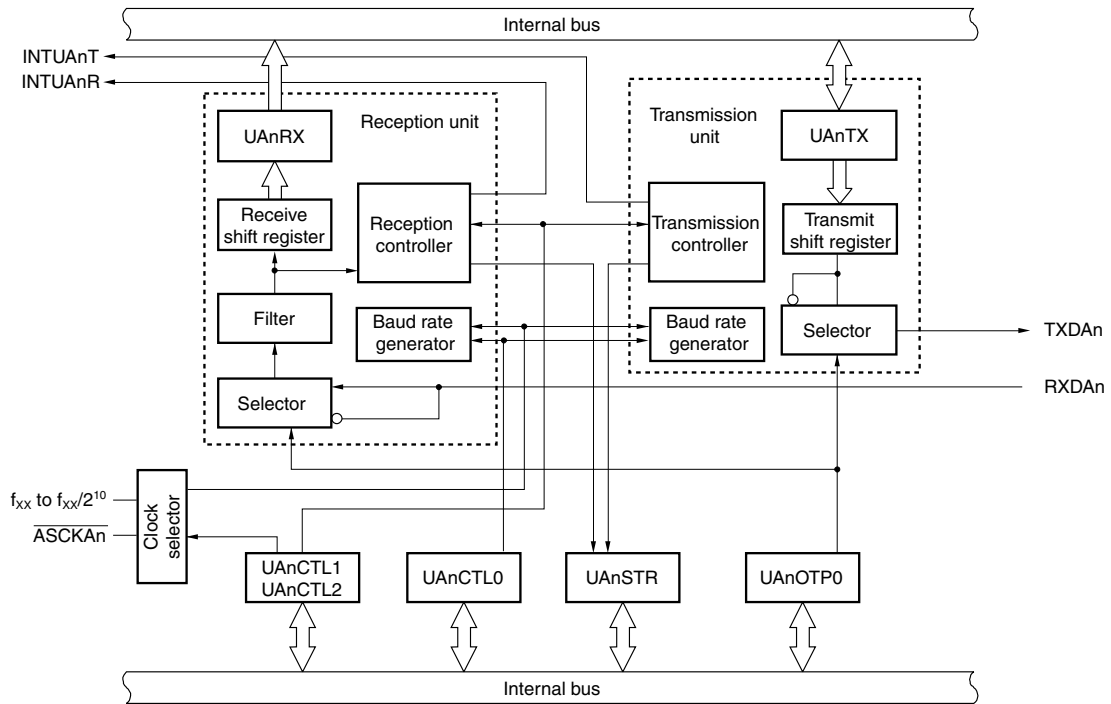 Internal bus
INTUAnT
INTUAnR
Reception unit
Transmission
unit
UAnRX
UAnTX
Receive
shift register
Reception
controller
Transmission
controller
Transmit
shift register
Filter
Baud rate
generator
Baud rate
generator
Selector
TXDAn
Selector
RXDAn
fXX to fXX/2¹⁰
ASCKAn
Clock
selector
UAnCTL1
UAnCTL2
UAnCTL0
UAnSTR
UAnOTP0
Internal bus